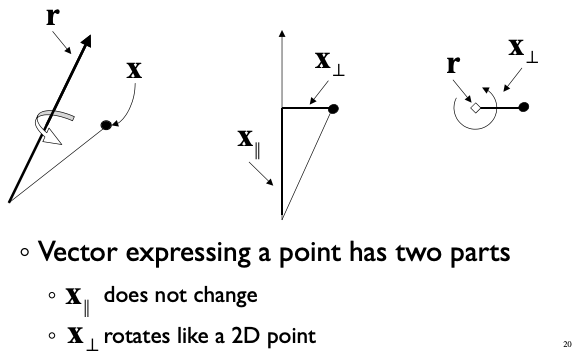 r
x
x⊥
x∥
r
x⊥
◦ Vector expressing a point has two parts
◦ x∥ does not change
◦ x⊥ rotates like a 2D point
20